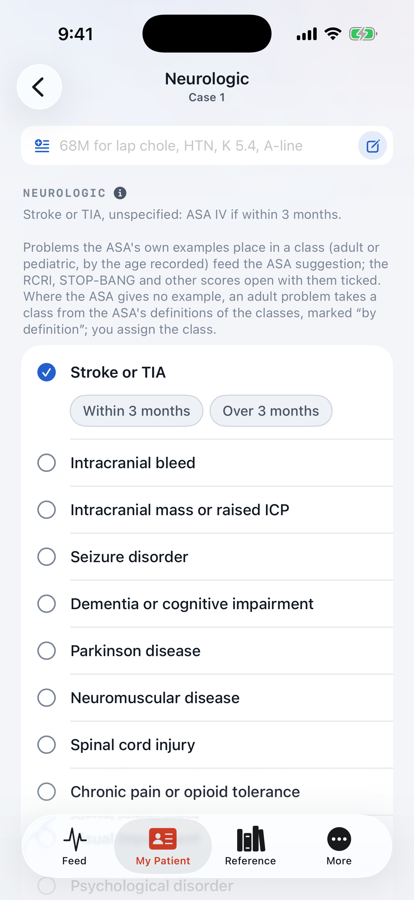 9:41
Neurologic
Case 1
68M for lap chole, HTN, K 5.4, A-line
NEUROLOGIC
Stroke or TIA, unspecified: ASA IV if within 3 months.
Problems the ASA's own examples place in a class (adult or
pediatric, by the age recorded) feed the ASA suggestion; the
RCRI, STOP-BANG and other scores open with them ticked.
Where the ASA gives no example, an adult problem takes a
class from the ASA's definitions of the classes, marked “by
definition”; you assign the class.
Stroke or TIA
Within 3 months
Over 3 months
Intracranial bleed
Intracranial mass or raised ICP
Seizure disorder
Dementia or cognitive impairment
Parkinson disease
Neuromuscular disease
Spinal cord injury
Chronic pain or opioid tolerance
Feed
My Patient
Reference
More
Psychological disorder